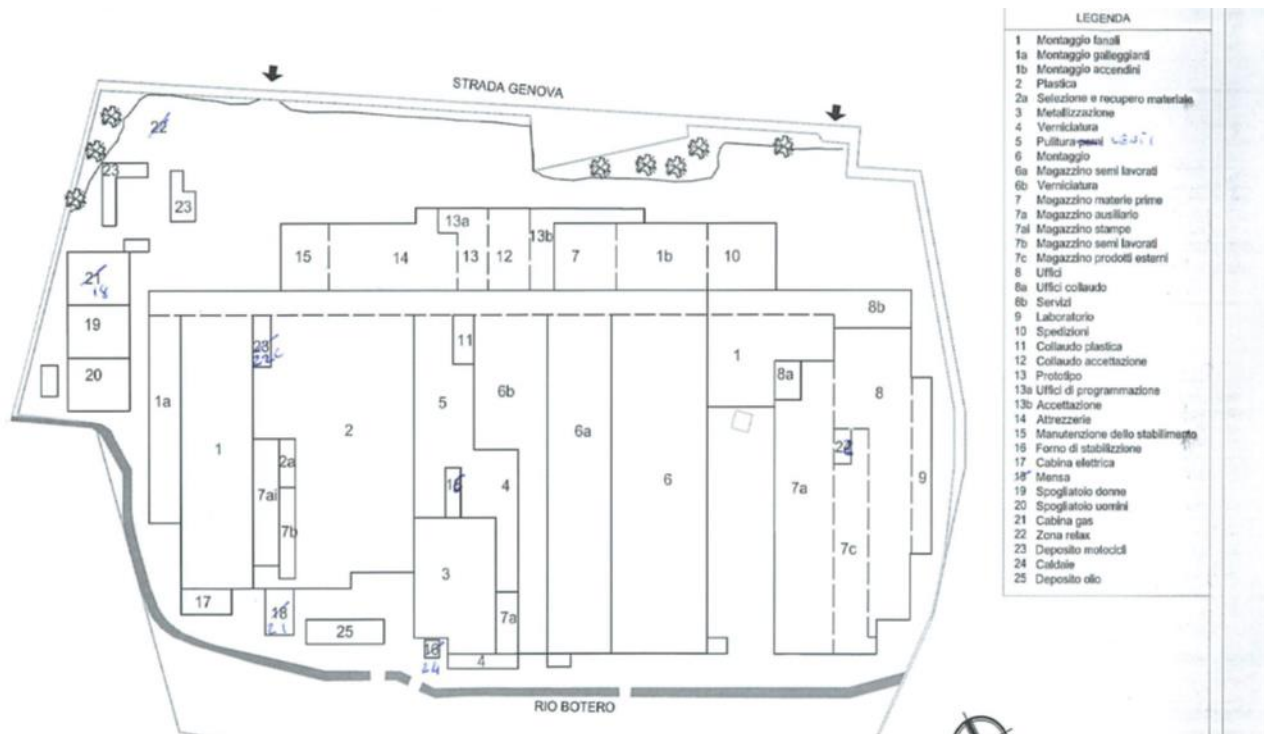 LEGENDA
1 Montaggio fanali
1a Montaggio galleggianti
1b Montaggio accendini
2 Plastica
2a Selezione e recupero materiale
3 Metallizzazione
4 Verniciatura
5 Pulitura
6 Montaggio
6a Magazzino semi lavorati
6b Verniciatura
7 Magazzino materie prime
7a Magazzino ausiliario
7ai Magazzino stampe
7b Magazzino semi lavorati
7c Magazzino prodotti esterni
8 Uffici
8a Uffici collaudo
8b Servizi
9 Laboratorio
10 Spedizioni
11 Collaudo plastica
12 Collaudo accettazione
13 Prototipo
13a Uffici di programmazione
13b Accettazione
14 Attrezzerie
15 Manutenzione dello stabilimento
16 Forno di stabilizzione
17 Cabina elettrica
18 Mensa
19 Spogliatoio donne
20 Spogliatoio uomini
21 Cabina gas
22 Zona relax
23 Deposito motocicli
24 Caldaie
25 Deposito olio
STRADA GENOVA
22
23
23
13a
13b
15
14
13
12
7
1b
10
21
18
8b
19
23
22
11
1
8a
20
1a
6b
8
5
1
2
6a
2a
6
7ai
4
7a
9
7b
7c
3
17
18
7a
21
25
4
24
RIO BOTERO